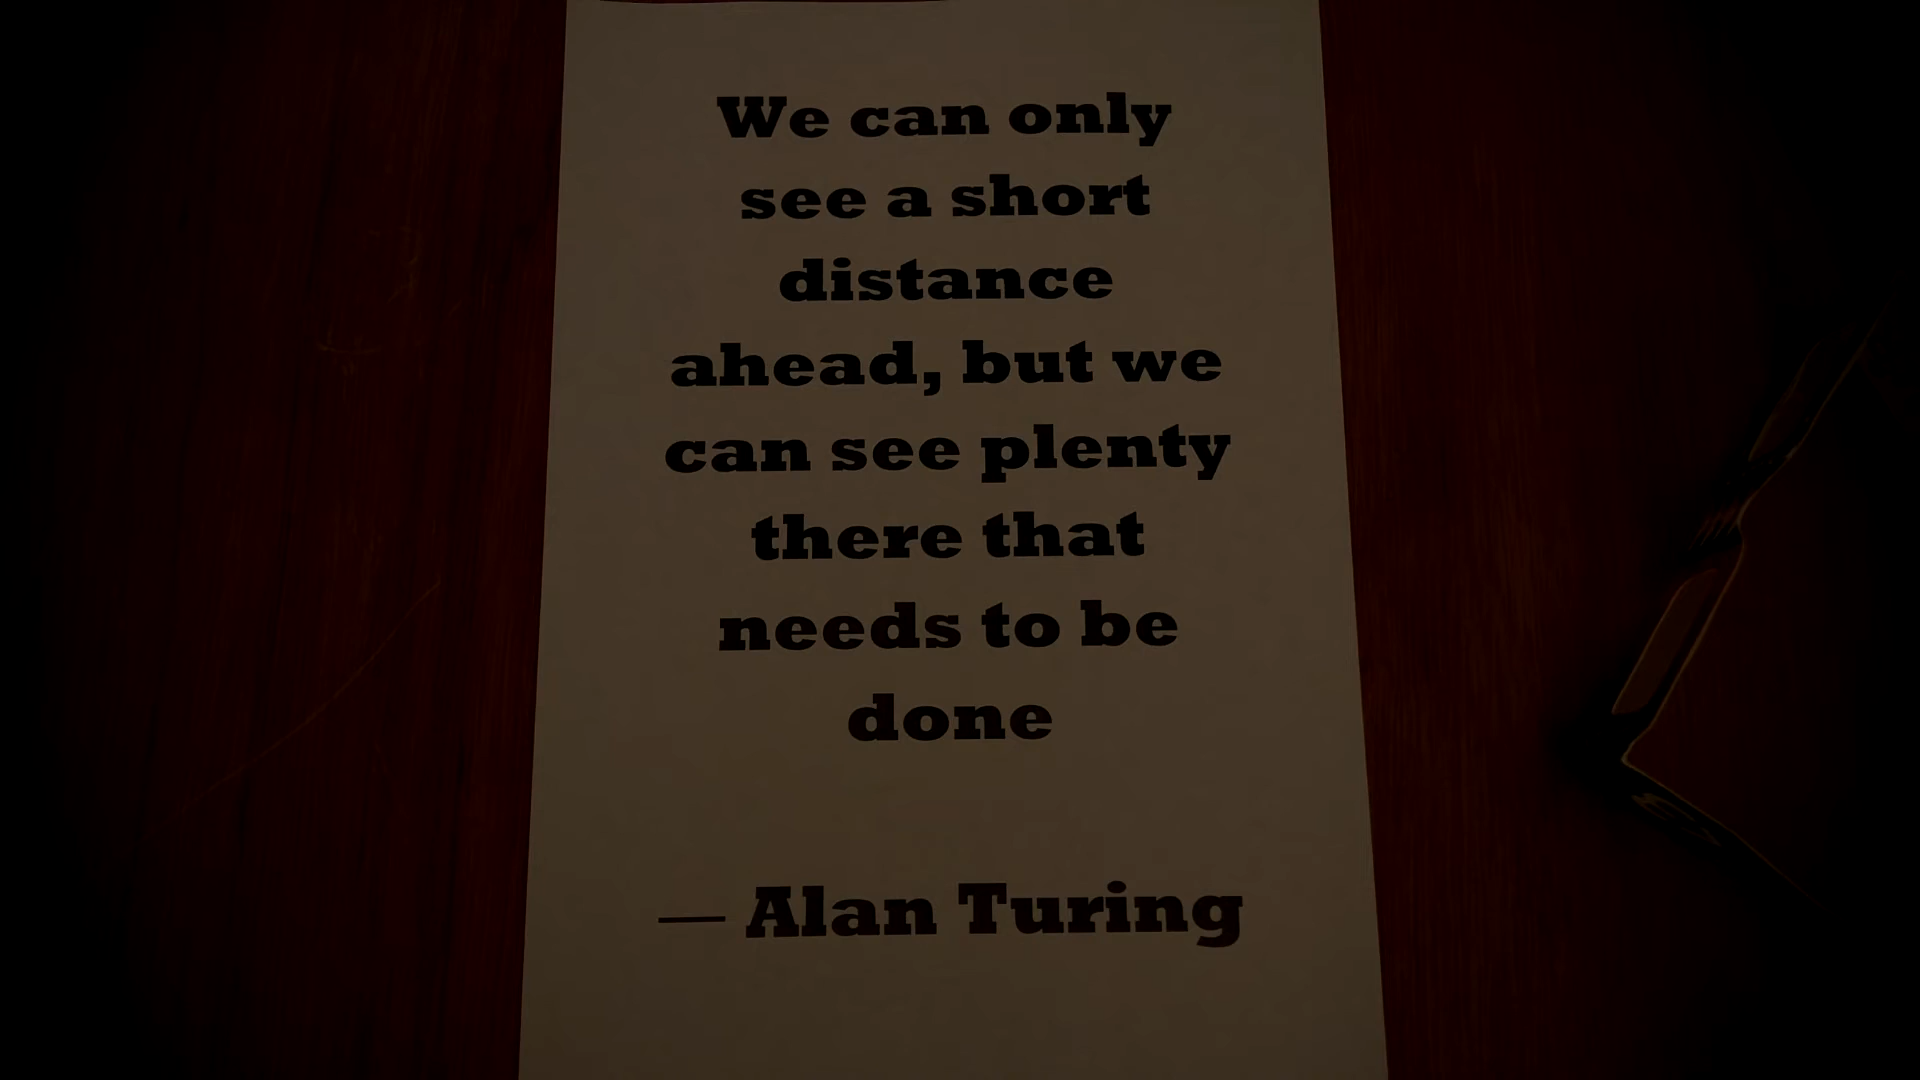 We can only
see a short
distance
ahead, but we
can see plenty
there that
needs to be
done
— Alan Turing